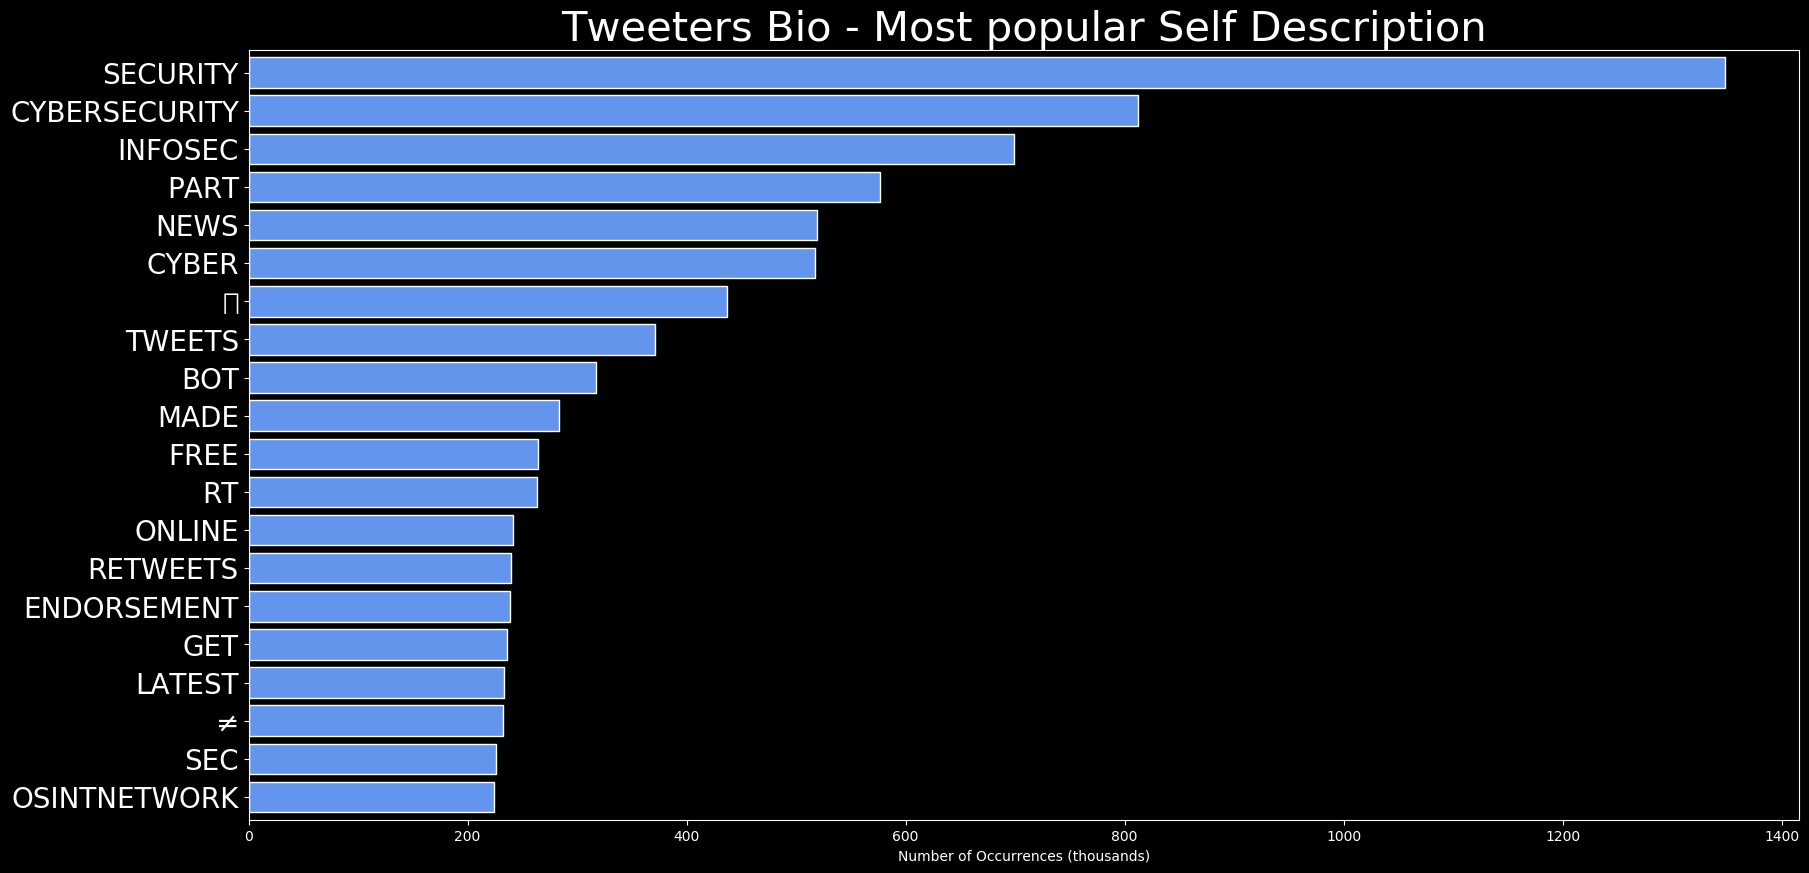 Tweeters Bio - Most popular Self Description
SECURITY
CYBERSECURITY
INFOSEC
PART
NEWS
CYBER
TWEETS
BOT
MADE
FREE
RT
ONLINE
RETWEETS
ENDORSEMENT
GET
LATEST
≠
SEC
OSINTNETWORK
0 200 400 600 800 1000 1200 1400
Number of Occurrences (thousands)